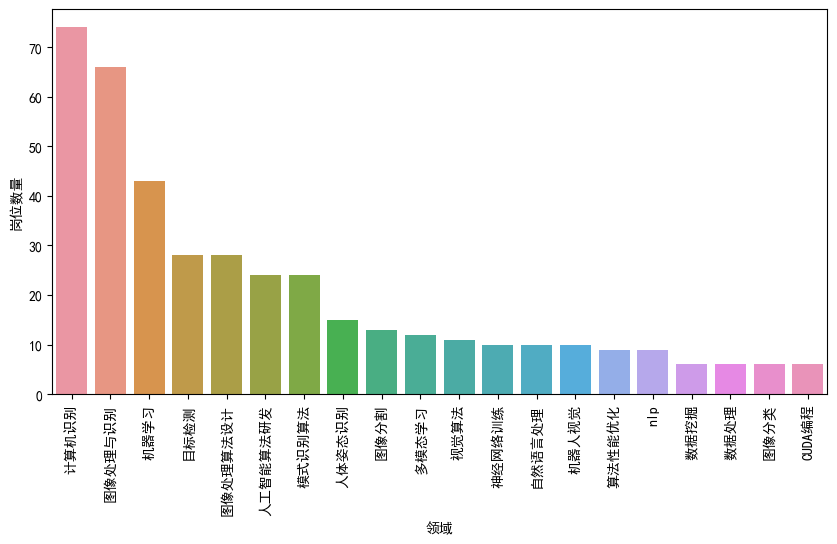 岗位数量
70
60
50
40
30
20
10
0
计算机识别
图像处理与识别
机器学习
目标检测
图像处理算法设计
人工智能算法研发
模式识别算法
人体姿态识别
图像分割
多模态学习
视觉算法
神经网络训练
自然语言处理
机器人视觉
算法性能优化
nlp
数据挖掘
数据处理
图像分类
CUDA编程
领域